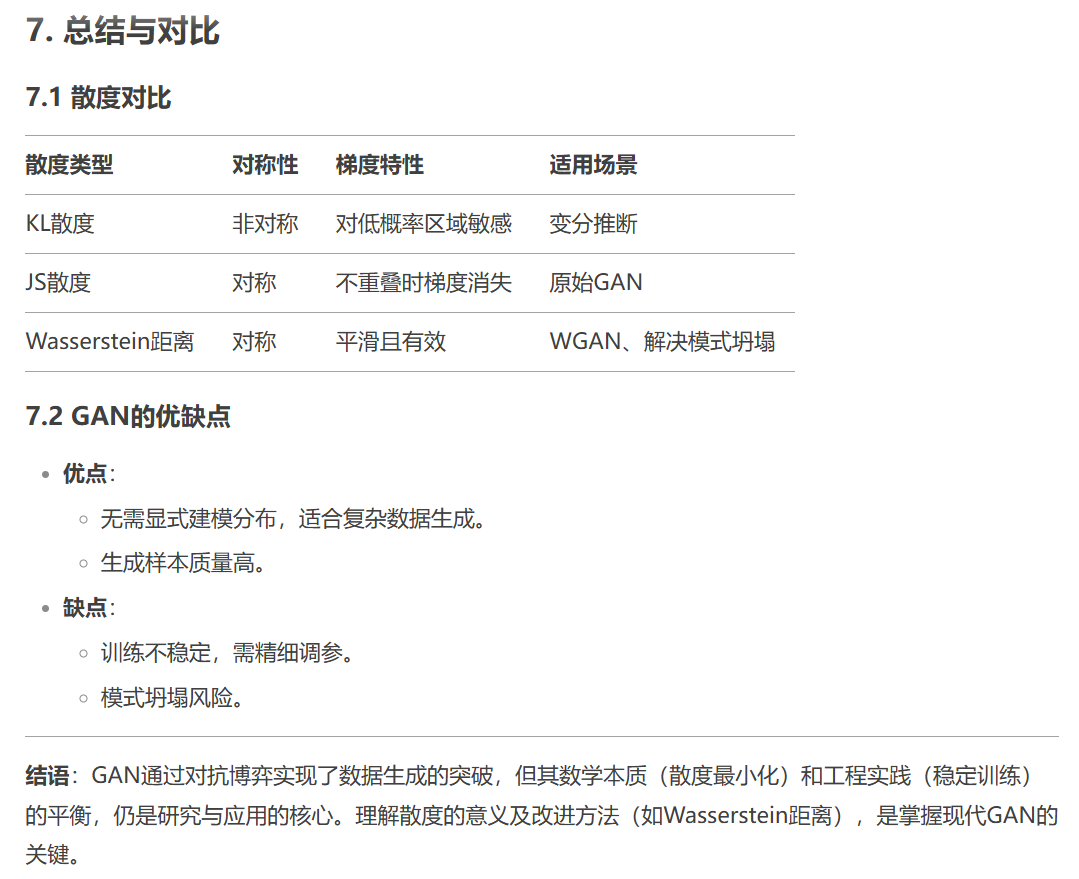 7. 总结与对比
7.1 散度对比
散度类型 对称性 梯度特性 适用场景
KL散度 非对称 对低概率区域敏感 变分推断
JS散度 对称 不重叠时梯度消失 原始GAN
Wasserstein距离 对称 平滑且有效 WGAN、解决模式坍塌
7.2 GAN的优缺点
优点：
无需显式建模分布，适合复杂数据生成。
生成样本质量高。
缺点：
训练不稳定，需精细调参。
模式坍塌风险。
结语：GAN通过对抗博弈实现了数据生成的突破，但其数学本质（散度最小化）和工程实践（稳定训练）
的平衡，仍是研究与应用的核心。理解散度的意义及改进方法（如Wasserstein距离），是掌握现代GAN的
关键。